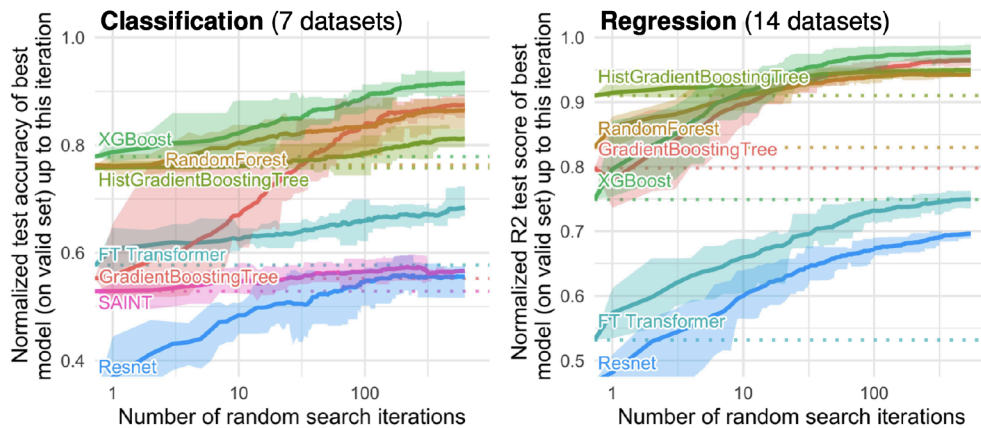 Classification (7 datasets)
Normalized test accuracy of best
model (on valid set) up to this iteration
1.0
0.8
0.6
0.4
XGBoost
RandomForest
HistGradientBoostingTree
FT Transformer
GradientBoostingTree
SAINT
Resnet
1
10
100
Number of random search iterations
Regression (14 datasets)
Normalized R2 test score of best
model (on valid set) up to this iteration
1.0
0.9
0.8
0.7
0.6
0.5
HistGradientBoostingTree
RandomForest
GradientBoostingTree
XGBoost
FT Transformer
Resnet
1
10
100
Number of random search iterations